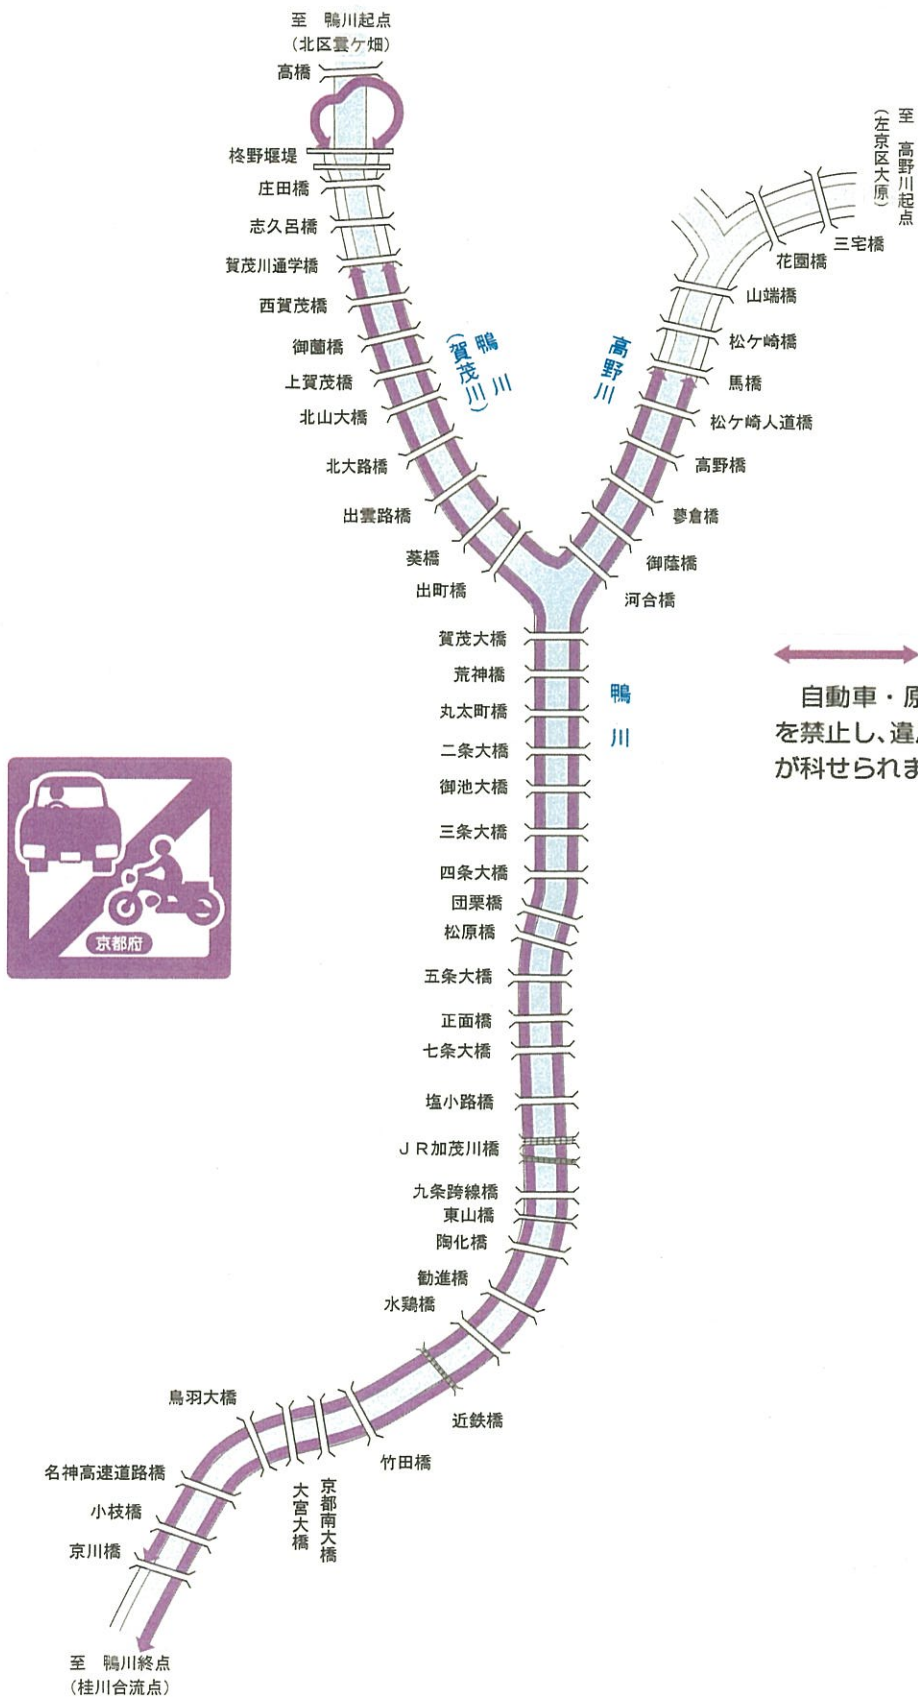 至 鴨川起点
(北区雲ケ畑)
高橋
柊野堰堤
庄田橋
志久呂橋
賀茂川通学橋
西賀茂橋
御薗橋
上賀茂橋
北山大橋
北大路橋
出雲路橋
葵橋
出町橋
鴨川
(賀茂川)
至 高野川起点
(左京区大原)
三宅橋
花園橋
山端橋
松ケ崎橋
馬橋
松ケ崎人道橋
高野橋
蓼倉橋
御蔭橋
河合橋
高野川
賀茂大橋
荒神橋
丸太町橋
二条大橋
御池大橋
三条大橋
四条大橋
団栗橋
松原橋
五条大橋
正面橋
七条大橋
塩小路橋
JR加茂川橋
九条跨線橋
東山橋
陶化橋
勧進橋
水鶏橋
鴨川
自動車・原
を禁止し、違
が科せられま
京都府
近鉄橋
竹田橋
京都南大橋
大宮大橋
鳥羽大橋
名神高速道路橋
小枝橋
京川橋
至 鴨川終点
(桂川合流点)